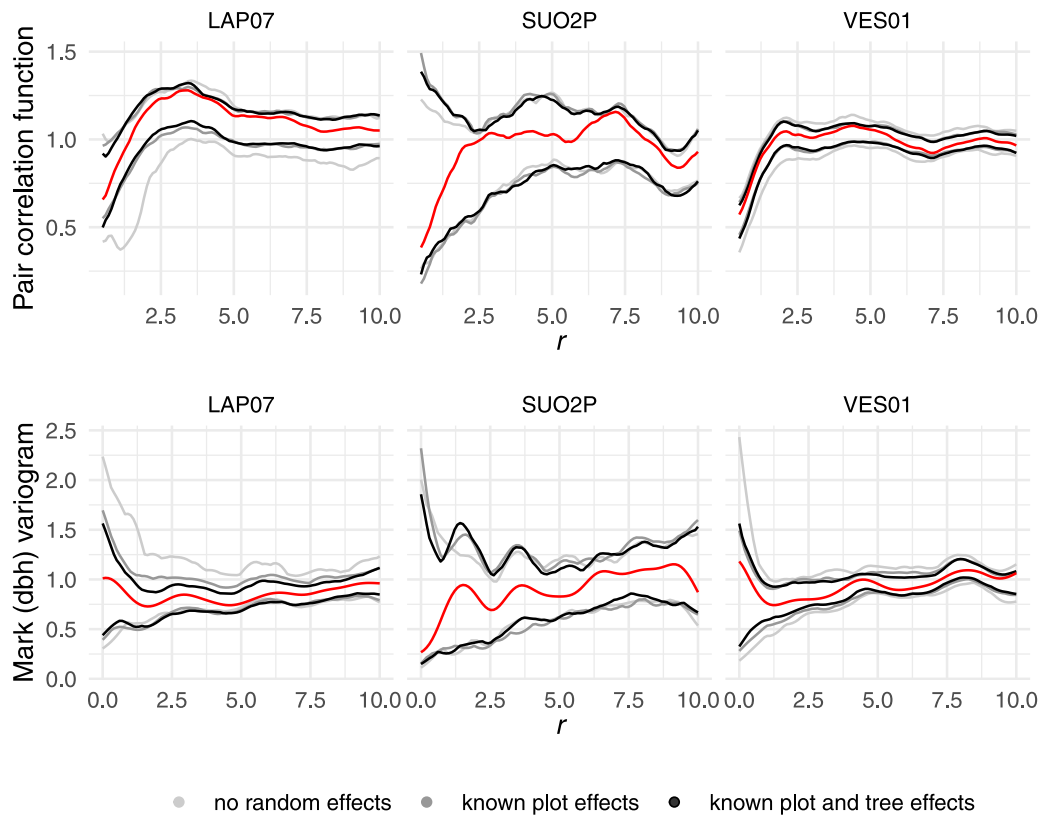 LAP07 SUO2P VES01
Pair correlation function
1.5
1.0
0.5
2.5 5.0 7.5 10.0 2.5 5.0 7.5 10.0 2.5 5.0 7.5 10.0
r
LAP07 SUO2P VES01
Mark (dbh) variogram
2.5
2.0
1.5
1.0
0.5
0.0
0.0 2.5 5.0 7.5 10.0 0.0 2.5 5.0 7.5 10.0 0.0 2.5 5.0 7.5 10.0
r
no random effects known plot effects known plot and tree effects